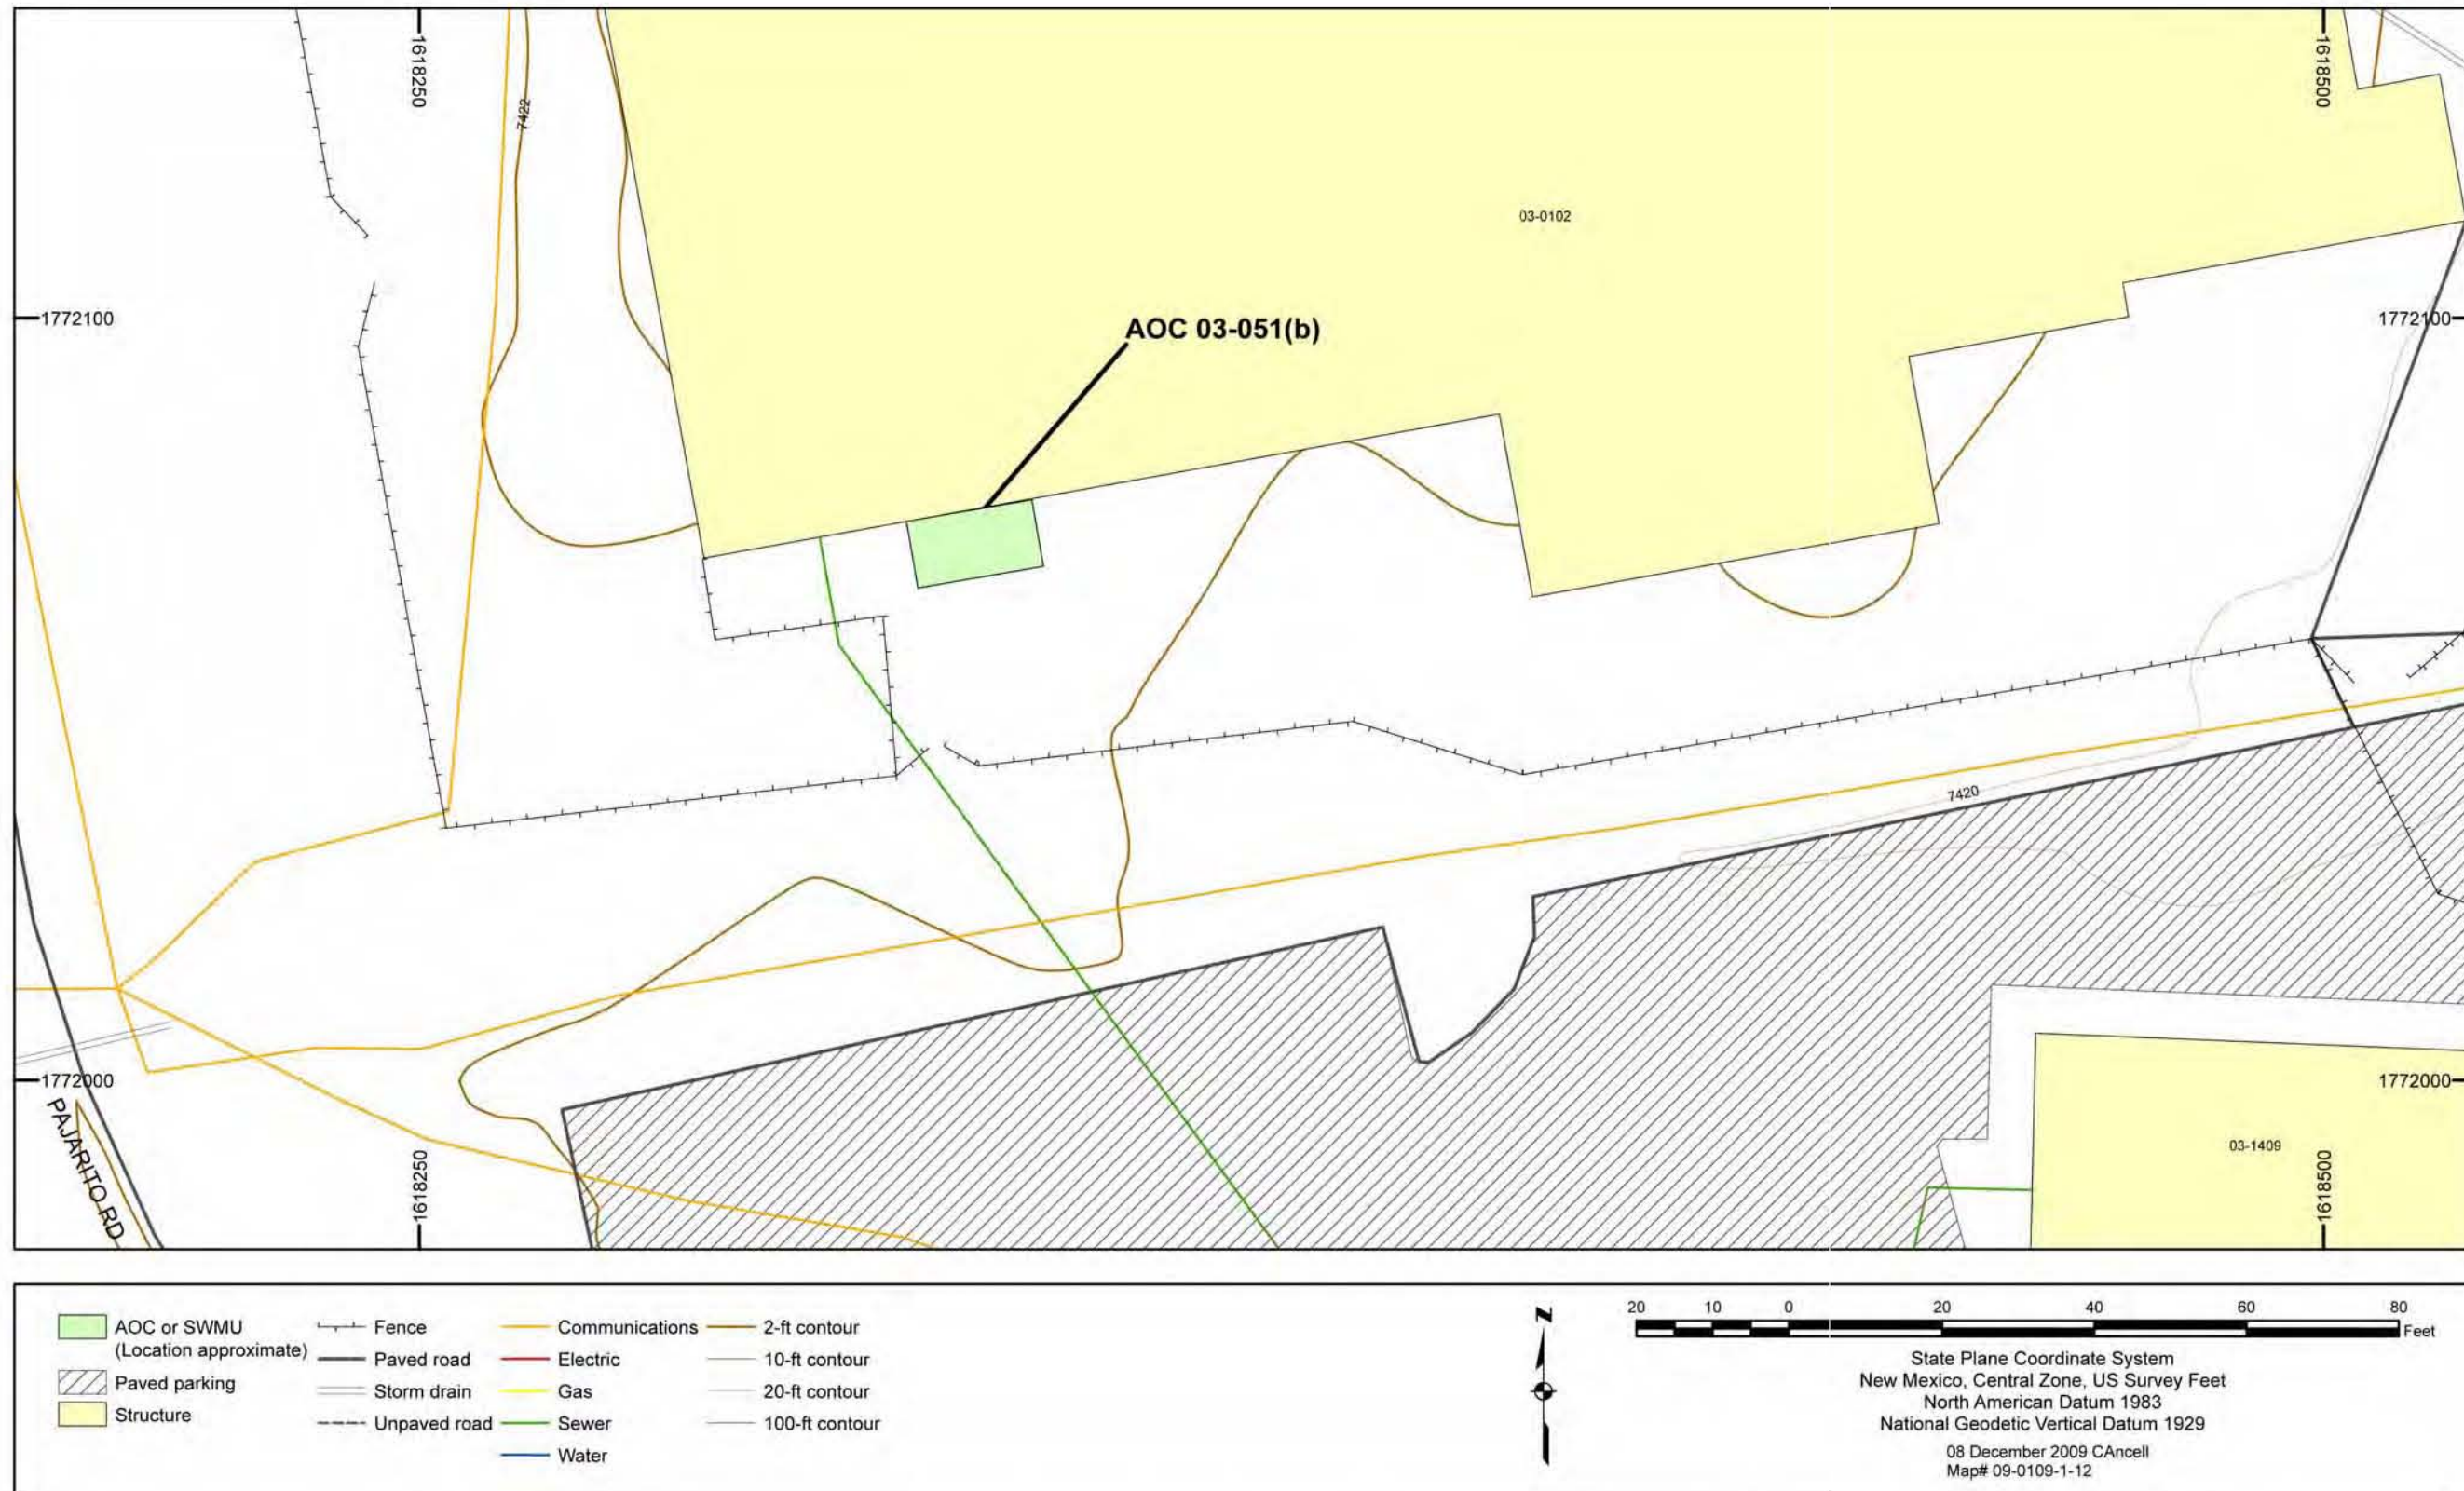 1618250
1618500
7422
03-0102
1772100
AOC 03-051(b)
1772100
7420
1772000
1772000
PAJARITO RD
1618250
03-1409
1618500
AOC or SWMU
(Location approximate)
Paved parking
Structure
Fence
Paved road
Storm drain
Unpaved road
Communications
Electric
Gas
Sewer
Water
2-ft contour
10-ft contour
20-ft contour
100-ft contour
N
20 10 0 20 40 60 80
Feet
State Plane Coordinate System
New Mexico, Central Zone, US Survey Feet
North American Datum 1983
National Geodetic Vertical Datum 1929
08 December 2009 CAncell
Map# 09-0109-1-12